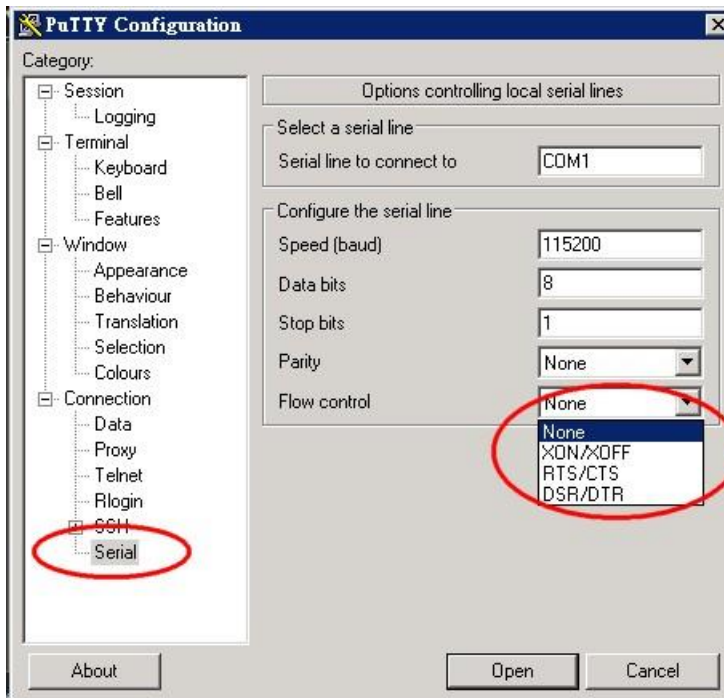 PuTTY Configuration
Category:
Session
Logging
Terminal
Keyboard
Bell
Features
Window
Appearance
Behaviour
Translation
Selection
Colours
Connection
Data
Proxy
Telnet
Rlogin
SSH
Serial
Options controlling local serial lines
Select a serial line
Serial line to connect to COM1
Configure the serial line
Speed (baud) 115200
Data bits 8
Stop bits 1
Parity None
Flow control None
None
XON/XOFF
RTS/CTS
DSR/DTR
About Open Cancel